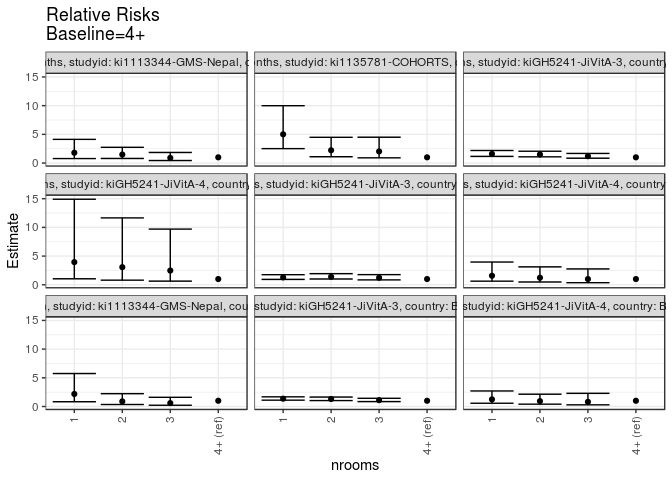 Relative Risks
Baseline=4+
nths, studyid: ki1113344-GMS-Nepal, c
nths, studyid: ki1135781-COHORTS,
s, studyid: kiGH5241-JiVitA-3, country
15
10
5
0
ns, studyid: kiGH5241-JiVitA-4, country
s, studyid: kiGH5241-JiVitA-3, country
s, studyid: kiGH5241-JiVitA-4, country
15
10
5
0
Estimate
, studyid: ki1113344-GMS-Nepal, cou
studyid: kiGH5241-JiVitA-3, country: B
studyid: kiGH5241-JiVitA-4, country: B
15
10
5
0
1
2
3
4+ (ref)
1
2
3
4+ (ref)
1
2
3
4+ (ref)
nrooms